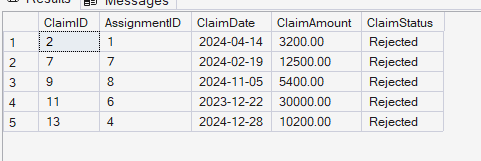 Results Messages
ClaimID AssignmentID ClaimDate ClaimAmount ClaimStatus
1 2 1 2024-04-14 3200.00 Rejected
2 7 7 2024-02-19 12500.00 Rejected
3 9 8 2024-11-05 5400.00 Rejected
4 11 6 2023-12-22 30000.00 Rejected
5 13 4 2024-12-28 10200.00 Rejected